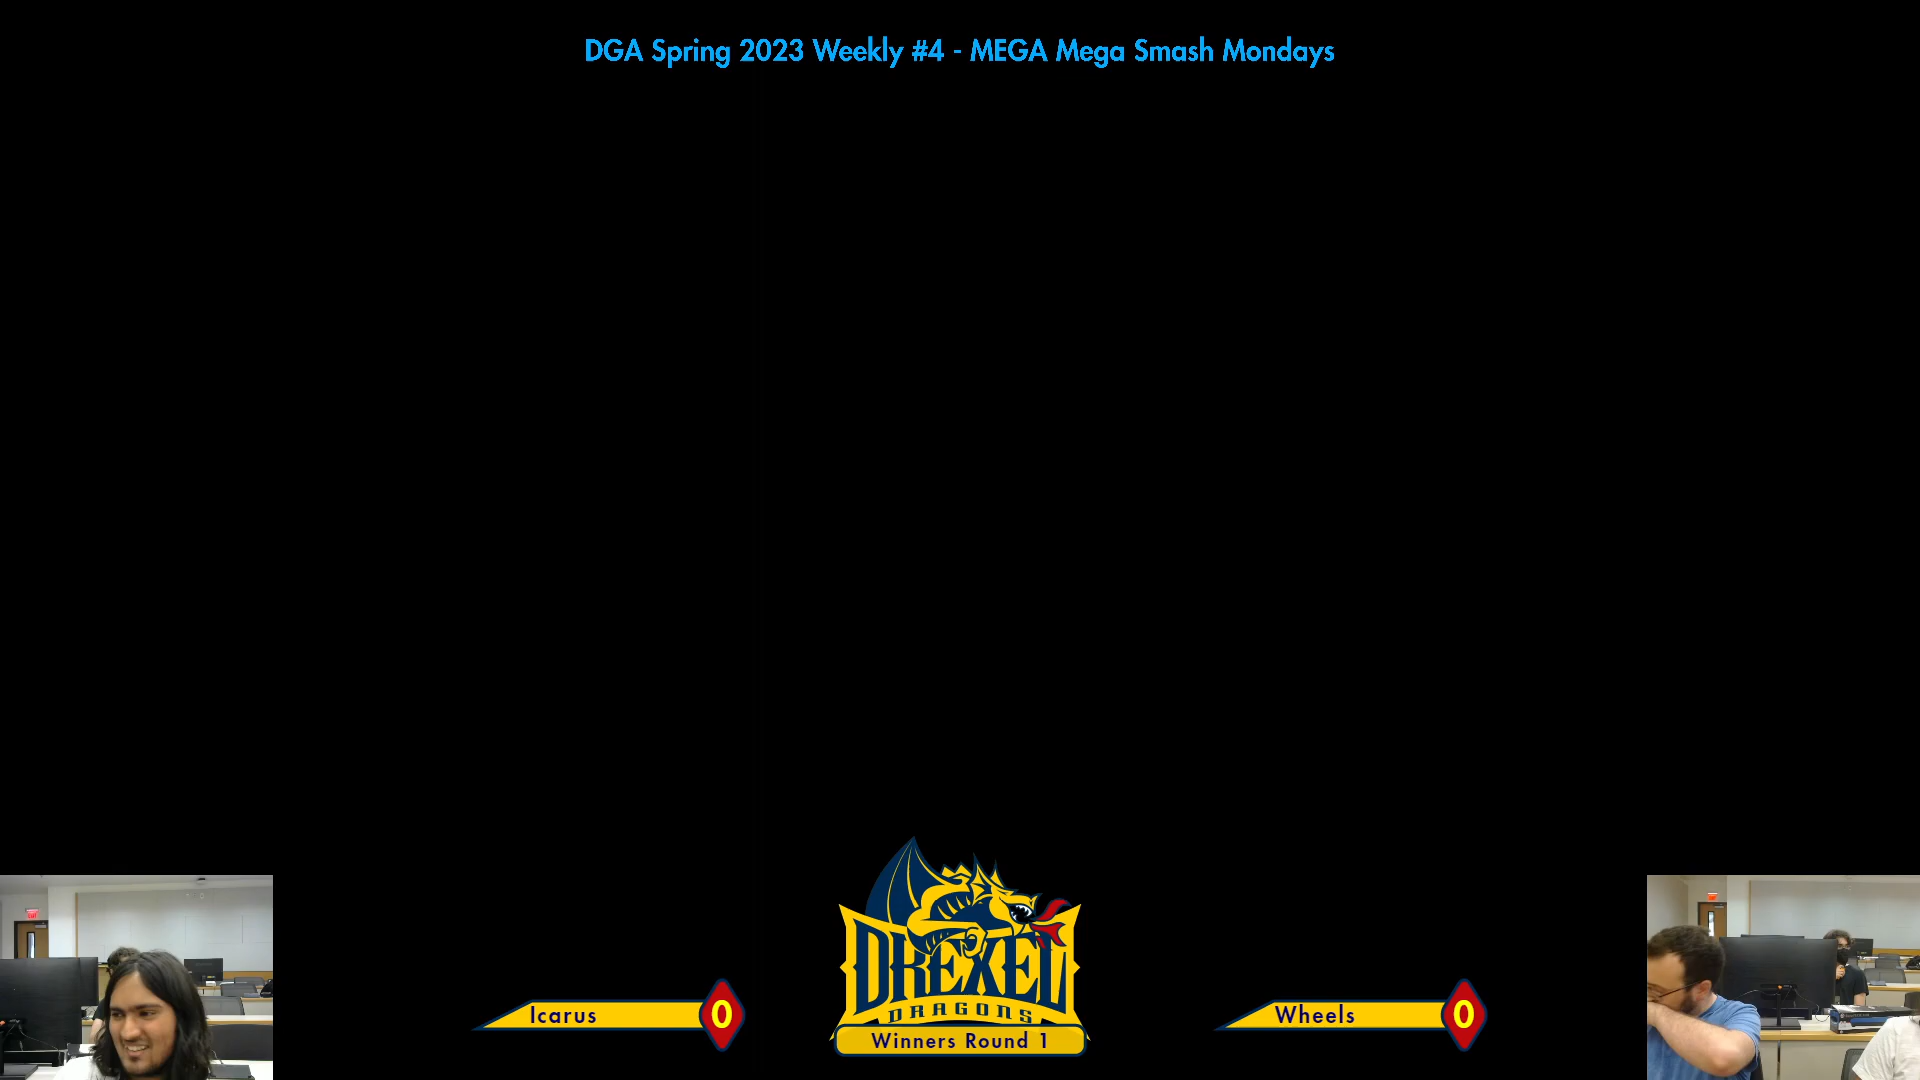 DGA Spring 2023 Weekly #4 - MEGA Mega Smash Mondays
DREXEL
DRAGONS
Icarus 0
Wheels 0
Winners Round 1